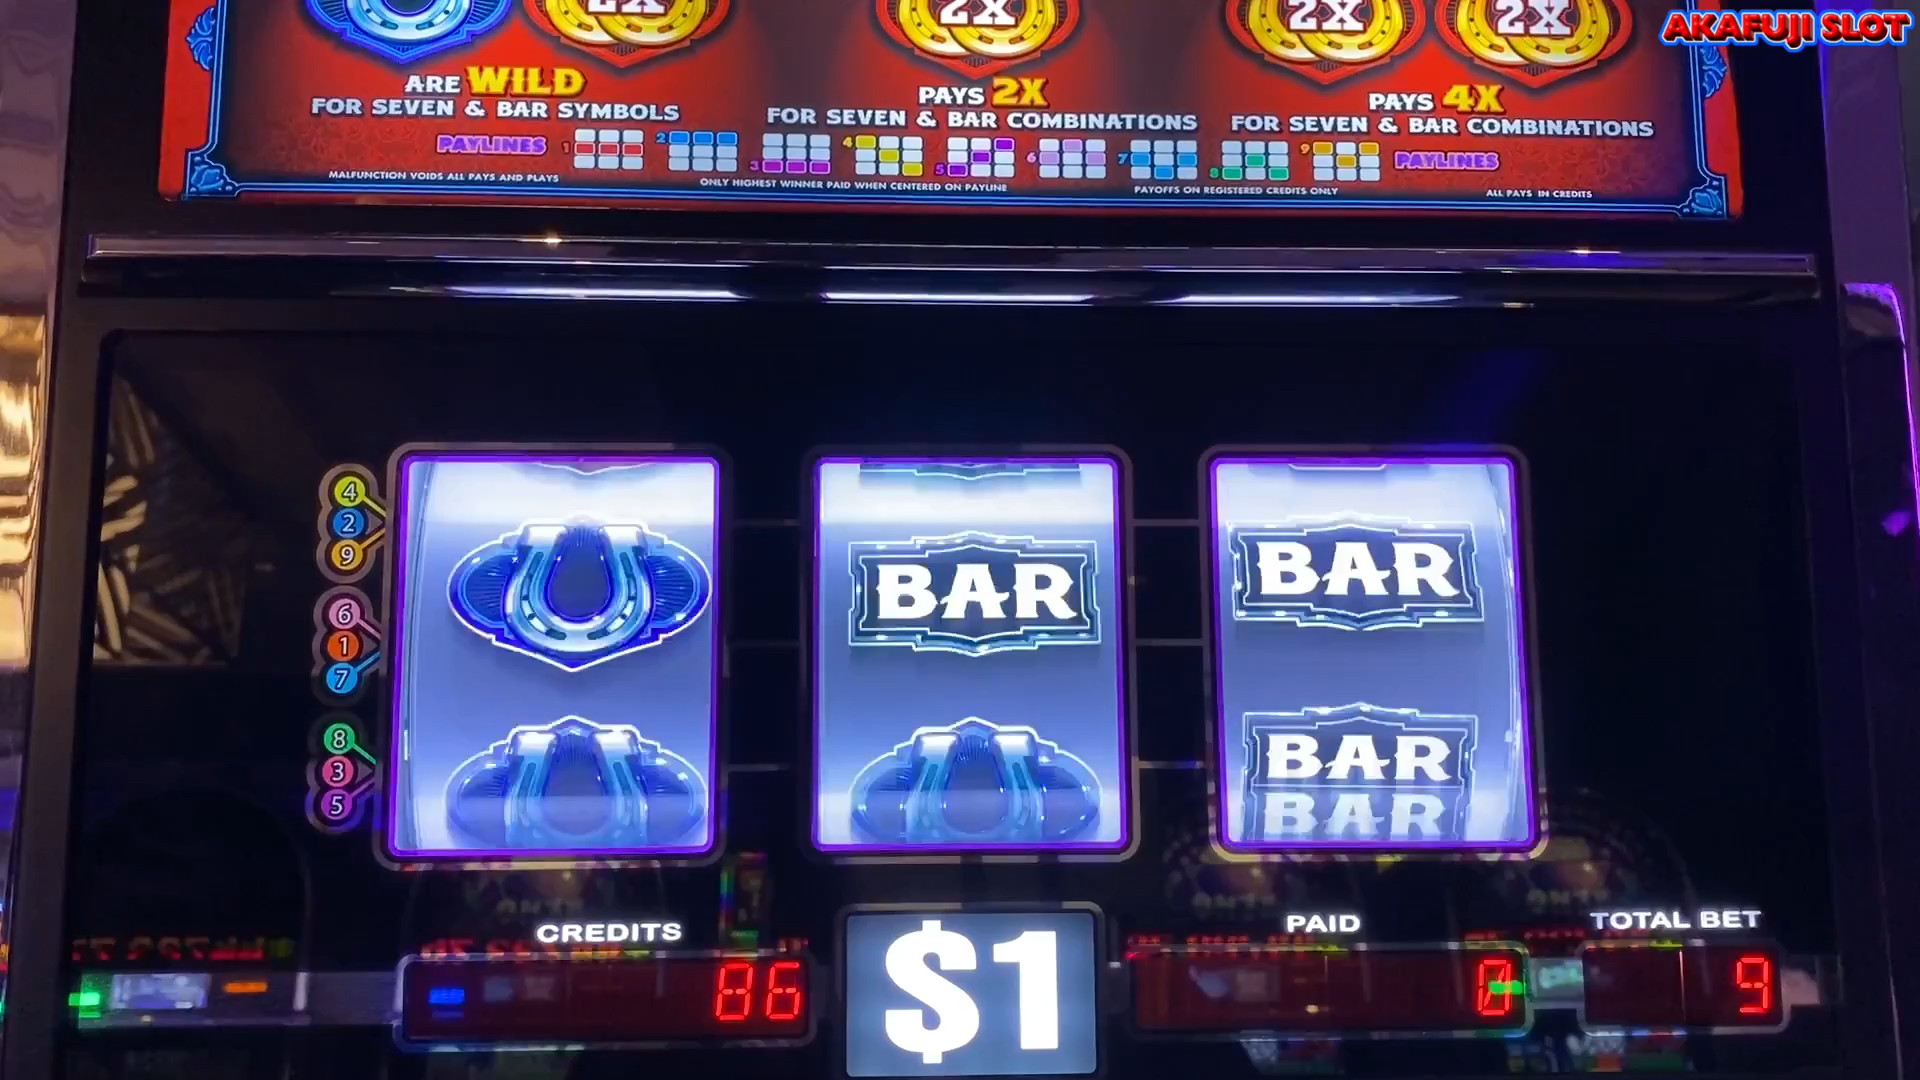 AKAFUJI SLOT
2X
2X
2X
2X
ARE WILD
FOR SEVEN & BAR SYMBOLS
PAYS 2X
FOR SEVEN & BAR COMBINATIONS
PAYS 4X
FOR SEVEN & BAR COMBINATIONS
PAYLINES 1 2 3 4 5 6 7 8 9 PAYLINES
MALFUNCTION VOIDS ALL PAYS AND PLAYS
ONLY HIGHEST WINNER PAID WHEN CENTERED ON PAYLINE
PAYOFFS ON REGISTERED CREDITS ONLY
ALL PAYS IN CREDITS
4
2
9
6
1
7
8
3
5
BAR
BAR
BAR
BAR
CREDITS
86
$1
PAID
0
TOTAL BET
9